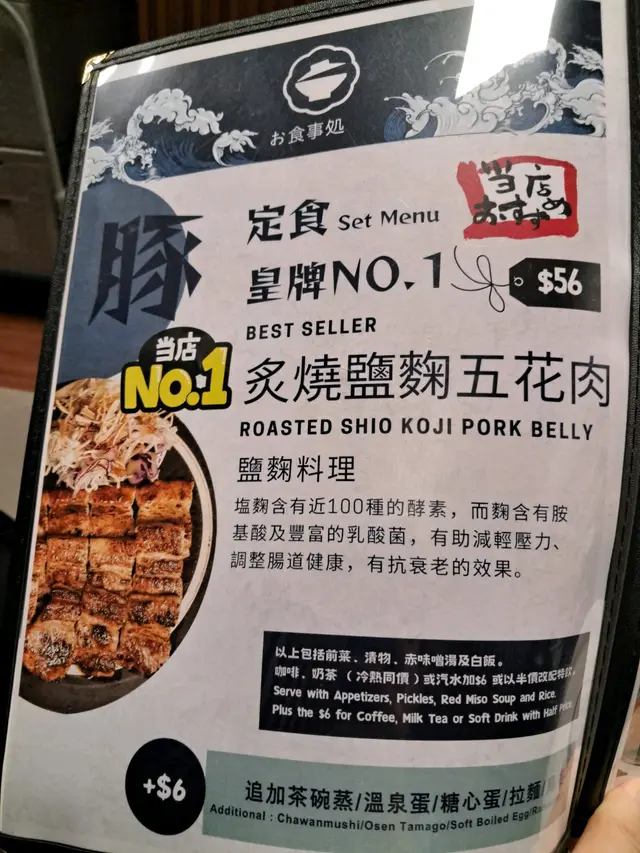 お食事処
豚
定食 Set Menu
当店
おすすめ
皇牌NO.1
$56
BEST SELLER
当店
No.1
炙燒鹽麴五花肉
ROASTED SHIO KOJI PORK BELLY
鹽麴料理
塩麴含有近100種的酵素，而麴含有胺
基酸及豐富的乳酸菌，有助減輕壓力、
調整腸道健康，有抗衰老的效果。
以上包括前菜、漬物、赤味噌湯及白飯。
咖啡、奶茶（冷熱同價）或汽水加$6 或以半價改配特飲。
Serve with Appetizers, Pickles, Red Miso Soup and Rice.
Plus the $6 for Coffee, Milk Tea or Soft Drink with Half Price.
+$6
追加茶碗蒸/溫泉蛋/糖心蛋/拉麵
Additional : Chawanmushi/Osen Tamago/Soft Boiled Egg/